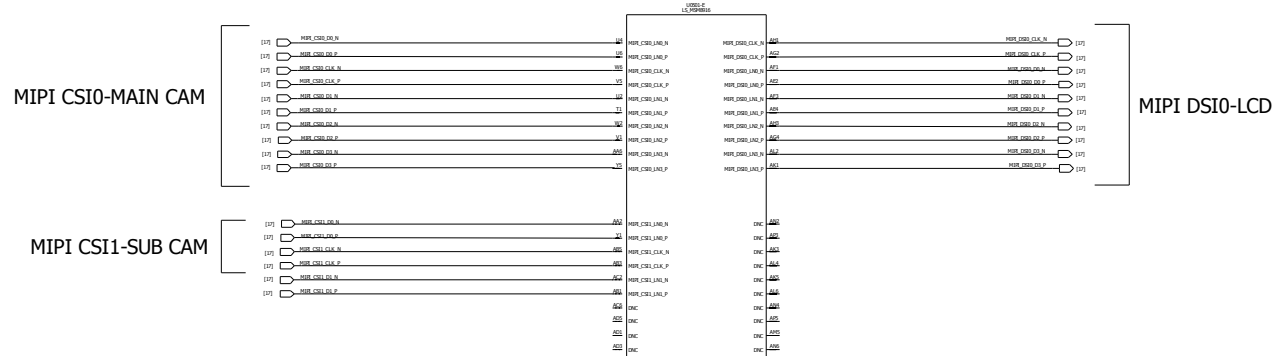 U0501-E
LS_MSM8916
MIPI CSI0-MAIN CAM
[17] MIPI_CSI0_D0_N U4 MIPI_CSI0_LN0_N
[17] MIPI_CSI0_D0_P U6 MIPI_CSI0_LN0_P
[17] MIPI_CSI0_CLK_N W6 MIPI_CSI0_CLK_N
[17] MIPI_CSI0_CLK_P V5 MIPI_CSI0_CLK_P
[17] MIPI_CSI0_D1_N U2 MIPI_CSI0_LN1_N
[17] MIPI_CSI0_D1_P T1 MIPI_CSI0_LN1_P
[17] MIPI_CSI0_D2_N W2 MIPI_CSI0_LN2_N
[17] MIPI_CSI0_D2_P V1 MIPI_CSI0_LN2_P
[17] MIPI_CSI0_D3_N AA6 MIPI_CSI0_LN3_N
[17] MIPI_CSI0_D3_P Y5 MIPI_CSI0_LN3_P
MIPI_DSI0_CLK_N AH1 MIPI_DSI0_CLK_N [17]
MIPI_DSI0_CLK_P AG2 MIPI_DSI0_CLK_P [17]
MIPI_DSI0_LN0_N AF1 MIPI_DSI0_D0_N [17]
MIPI_DSI0_LN0_P AE2 MIPI_DSI0_D0_P [17]
MIPI_DSI0_LN1_N AF3 MIPI_DSI0_D1_N [17]
MIPI_DSI0_LN1_P AE4 MIPI_DSI0_D1_P [17]
MIPI_DSI0_LN2_N AH3 MIPI_DSI0_D2_N [17]
MIPI_DSI0_LN2_P AG4 MIPI_DSI0_D2_P [17]
MIPI_DSI0_LN3_N AL2 MIPI_DSI0_D3_N [17]
MIPI_DSI0_LN3_P AK1 MIPI_DSI0_D3_P [17]
MIPI DSI0-LCD
MIPI CSI1-SUB CAM
[17] MIPI_CSI1_D0_N AA2 MIPI_CSI1_LN0_N
[17] MIPI_CSI1_D0_P Y1 MIPI_CSI1_LN0_P
[17] MIPI_CSI1_CLK_N AB5 MIPI_CSI1_CLK_N
[17] MIPI_CSI1_CLK_P AB3 MIPI_CSI1_CLK_P
[17] MIPI_CSI1_D1_N AC2 MIPI_CSI1_LN1_N
[17] MIPI_CSI1_D1_P AB1 MIPI_CSI1_LN1_P
AC6 DNC
AD5 DNC
AD1 DNC
AD3 DNC
DNC AN2
DNC AP3
DNC AK3
DNC AL4
DNC AK5
DNC AL6
DNC AN4
DNC AP5
DNC AM5
DNC AN6